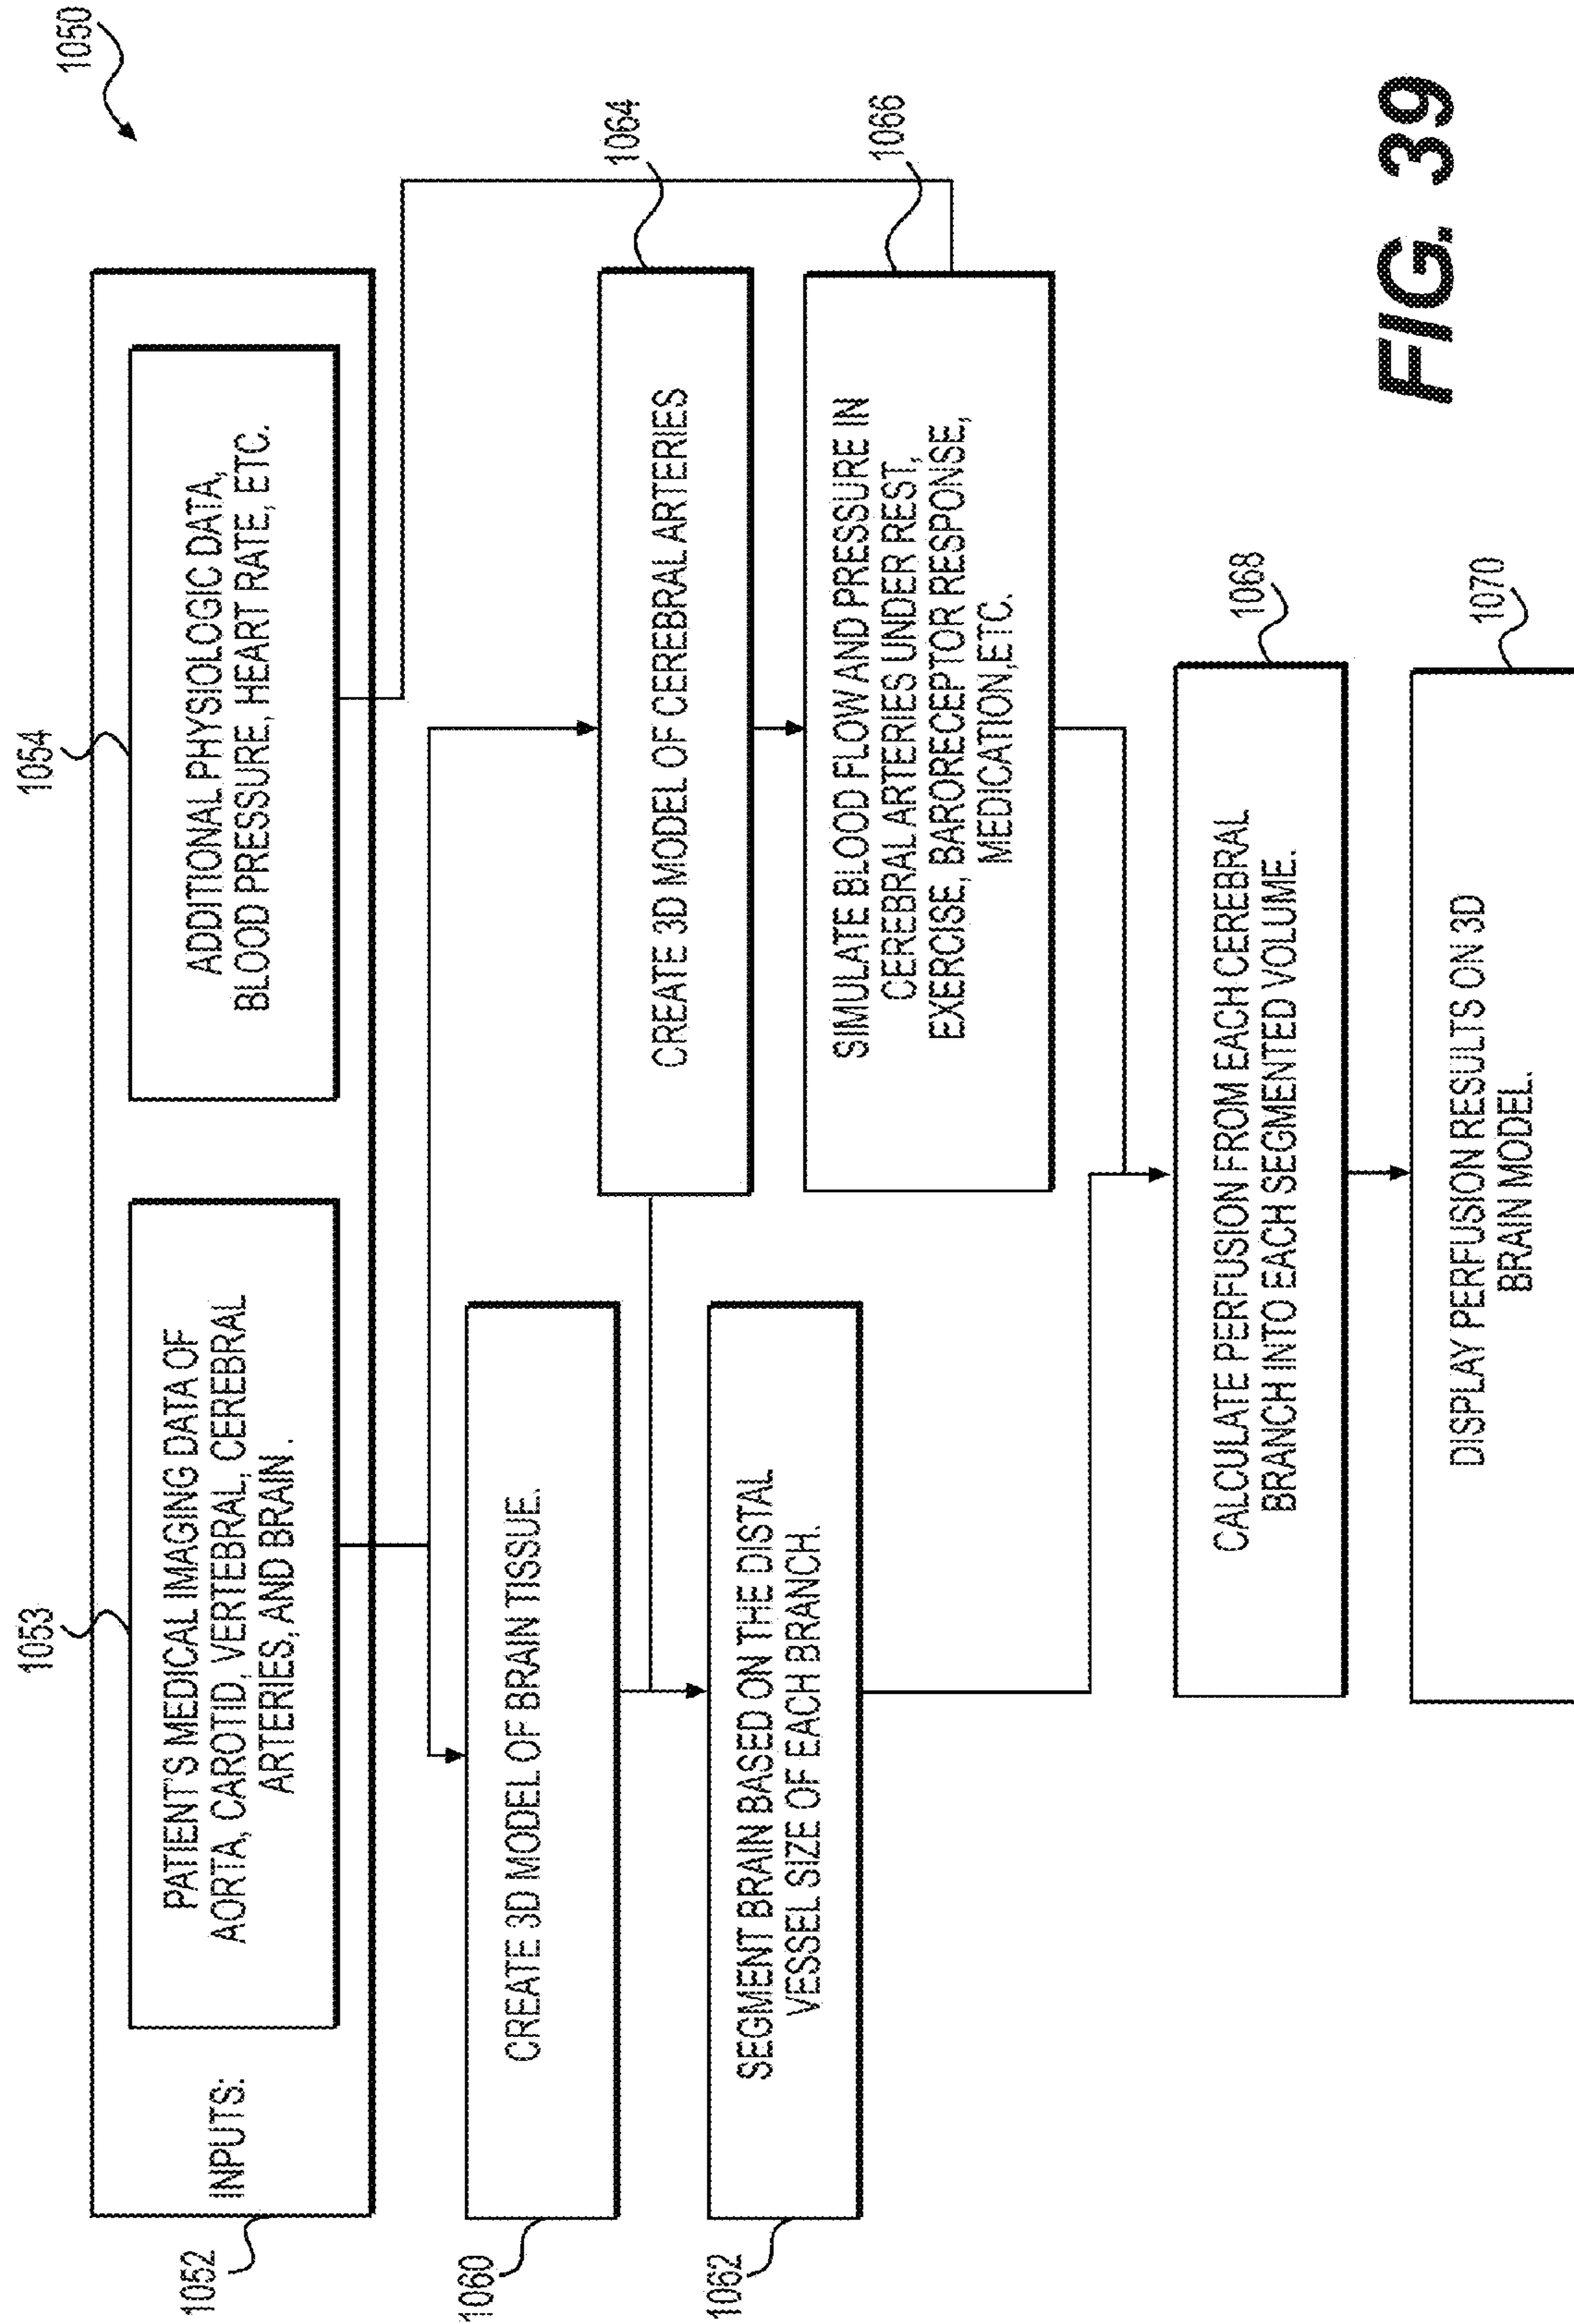 1050
1054
1053
1052
INPUTS:
PATIENT'S MEDICAL IMAGING DATA OF
AORTA, CAROTID, VERTEBRAL, CEREBRAL
ARTERIES, AND BRAIN .
ADDITIONAL PHYSIOLOGIC DATA,
BLOOD PRESSURE, HEART RATE, ETC.
1060
CREATE 3D MODEL OF BRAIN TISSUE.
1064
CREATE 3D MODEL OF CEREBRAL ARTERIES
1062
SEGMENT BRAIN BASED ON THE DISTAL
VESSEL SIZE OF EACH BRANCH.
1066
SIMULATE BLOOD FLOW AND PRESSURE IN
CEREBRAL ARTERIES UNDER REST,
EXERCISE, BARORECEPTOR RESPONSE,
MEDICATION,ETC.
1068
CALCULATE PERFUSION FROM EACH CEREBRAL
BRANCH INTO EACH SEGMENTED VOLUME.
1070
DISPLAY PERFUSION RESULTS ON 3D
BRAIN MODEL.
FIG. 39